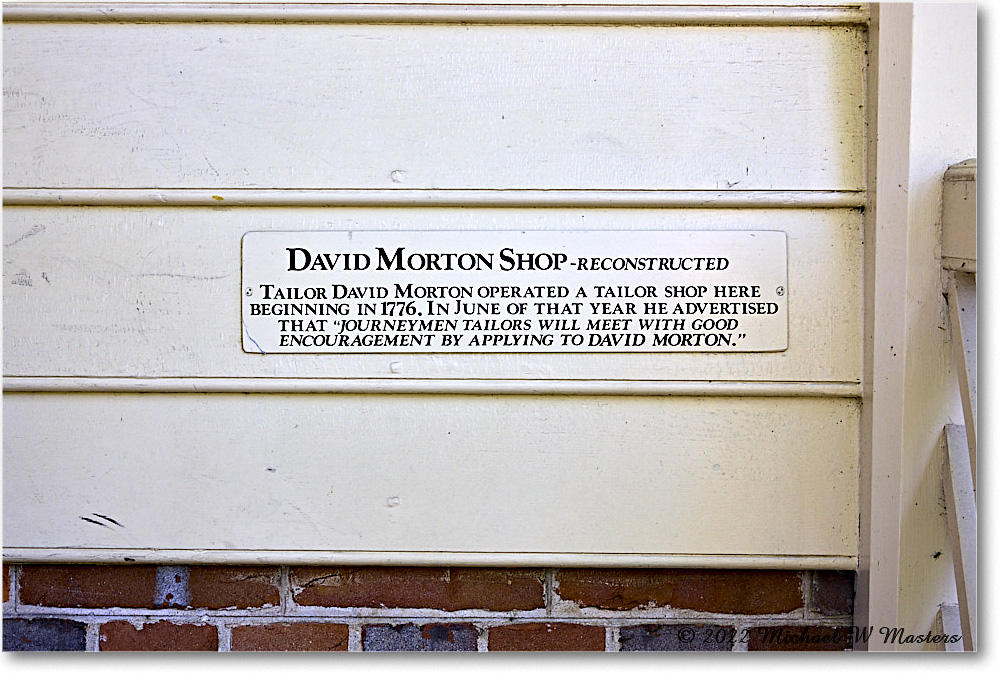 DAVID MORTON SHOP-RECONSTRUCTED
TAILOR DAVID MORTON OPERATED A TAILOR SHOP HERE
BEGINNING IN 1776. IN JUNE OF THAT YEAR HE ADVERTISED
THAT "JOURNEYMEN TAILORS WILL MEET WITH GOOD
ENCOURAGEMENT BY APPLYING TO DAVID MORTON."
© 2022 Michael W Masters